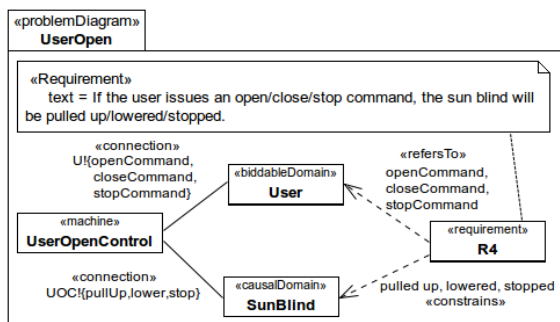 «problemDiagram»
UserOpen
«Requirement»
text = If the user issues an open/close/stop command, the sun blind will
be pulled up/lowered/stopped.
«connection»
U!{openCommand,
closeCommand,
stopCommand}
«biddableDomain»
User
«refersTo»
openCommand,
closeCommand,
stopCommand
«machine»
UserOpenControl
«requirement»
R4
«connection»
UOC!{pullUp,lower,stop}
«causalDomain»
SunBlind
pulled up, lowered, stopped
«constrains»